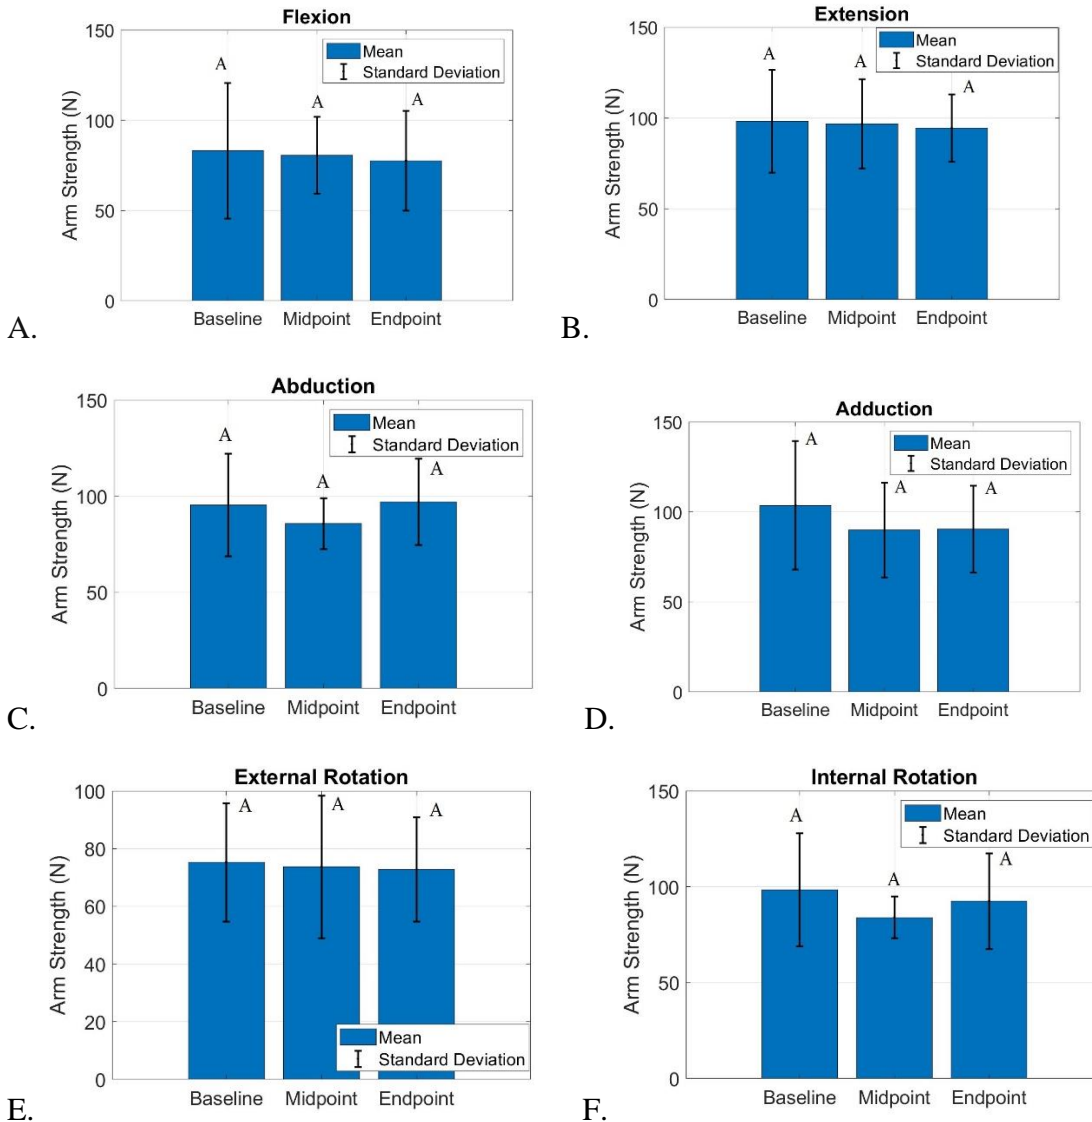 Flexion
150
100
50
0
Arm Strength (N)
Mean
Standard Deviation
A
A
A
Baseline Midpoint Endpoint
A.
Extension
150
100
50
0
Arm Strength (N)
Mean
Standard Deviation
A
A
A
Baseline Midpoint Endpoint
B.
Abduction
150
100
50
0
Arm Strength (N)
Mean
Standard Deviation
A
A
A
Baseline Midpoint Endpoint
C.
Adduction
150
100
50
0
Arm Strength (N)
Mean
Standard Deviation
A
A
A
Baseline Midpoint Endpoint
D.
External Rotation
100
80
60
40
20
0
Arm Strength (N)
A
A
A
Mean
Standard Deviation
Baseline Midpoint Endpoint
E.
Internal Rotation
150
100
50
0
Arm Strength (N)
Mean
Standard Deviation
A
A
A
Baseline Midpoint Endpoint
F.